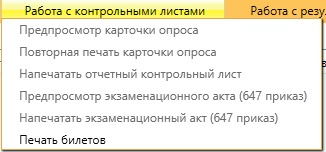 Работа с контрольными листами Работа с резу
Предпросмотр карточки опроса
Повторная печать карточки опроса
Напечатать отчетный контрольный лист
Предпросмотр экзаменационного акта (647 приказ)
Напечатать экзаменационный акт (647 приказ)
Печать билетов